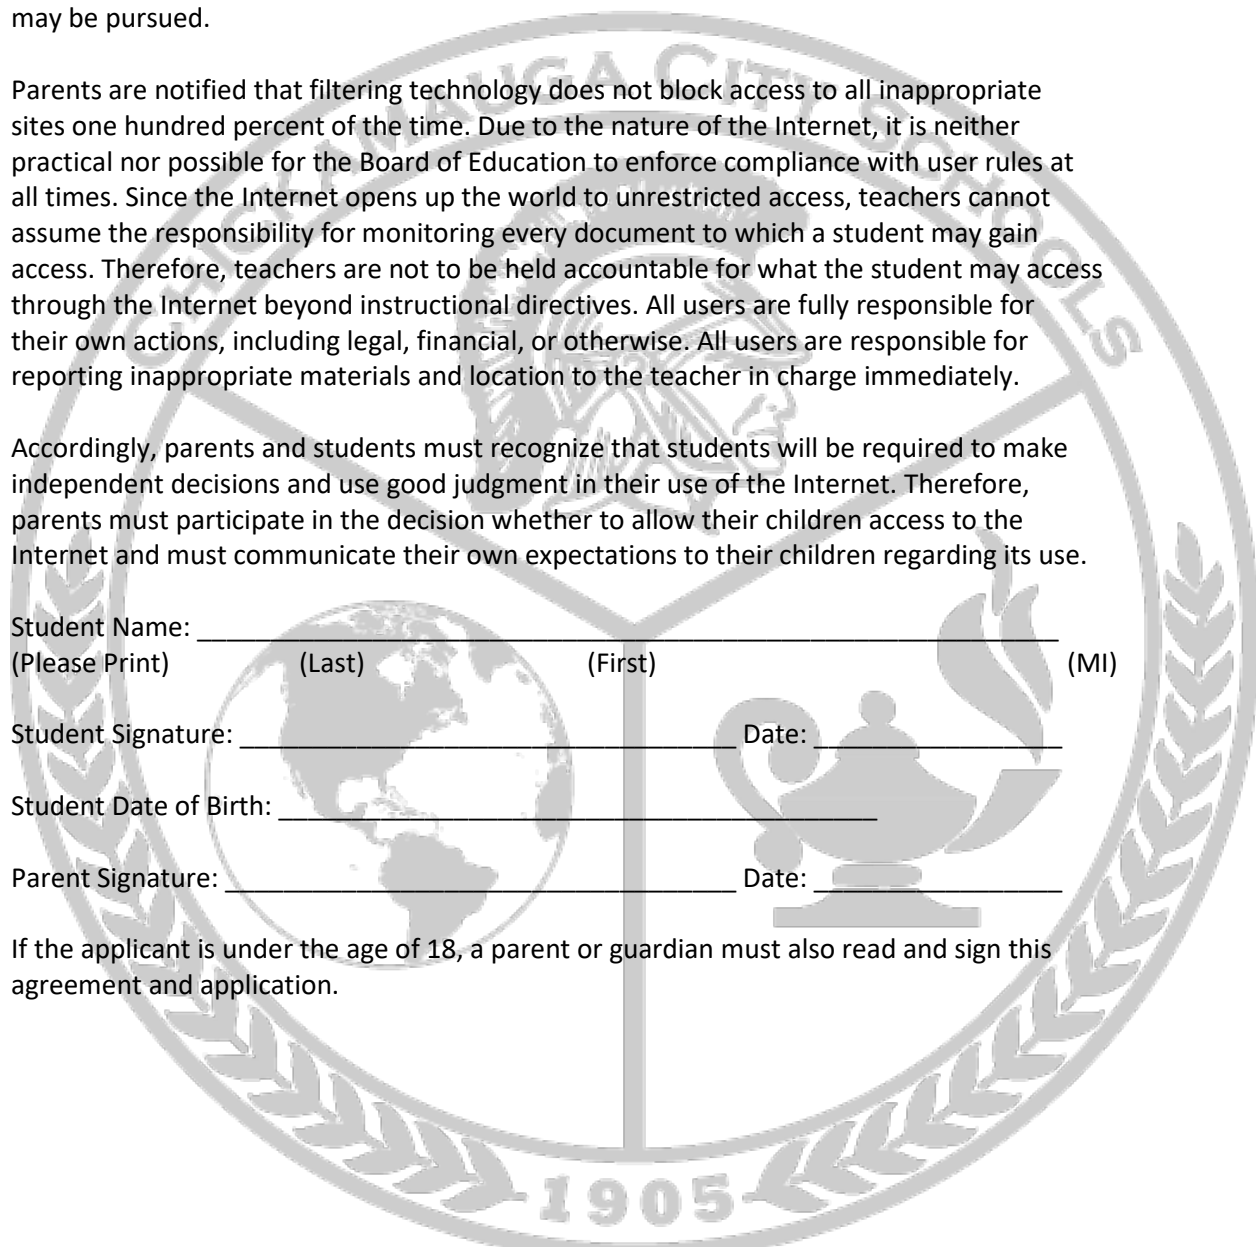 may be pursued.
Parents are notified that filtering technology does not block access to all inappropriate
sites one hundred percent of the time. Due to the nature of the Internet, it is neither
practical nor possible for the Board of Education to enforce compliance with user rules at
all times. Since the Internet opens up the world to unrestricted access, teachers cannot
assume the responsibility for monitoring every document to which a student may gain
access. Therefore, teachers are not to be held accountable for what the student may access
through the Internet beyond instructional directives. All users are fully responsible for
their own actions, including legal, financial, or otherwise. All users are responsible for
reporting inappropriate materials and location to the teacher in charge immediately.
Accordingly, parents and students must recognize that students will be required to make
independent decisions and use good judgment in their use of the Internet. Therefore,
parents must participate in the decision whether to allow their children access to the
Internet and must communicate their own expectations to their children regarding its use.
Student Name: ___________________________________________________________
(Please Print) (Last) (First) (MI)
Student Signature: __________________________________ Date: _________________
Student Date of Birth: _________________________________________
Parent Signature: ___________________________________ Date: _________________
If the applicant is under the age of 18, a parent or guardian must also read and sign this
agreement and application.
CHICKAMAUGA CITY SCHOOLS
1905